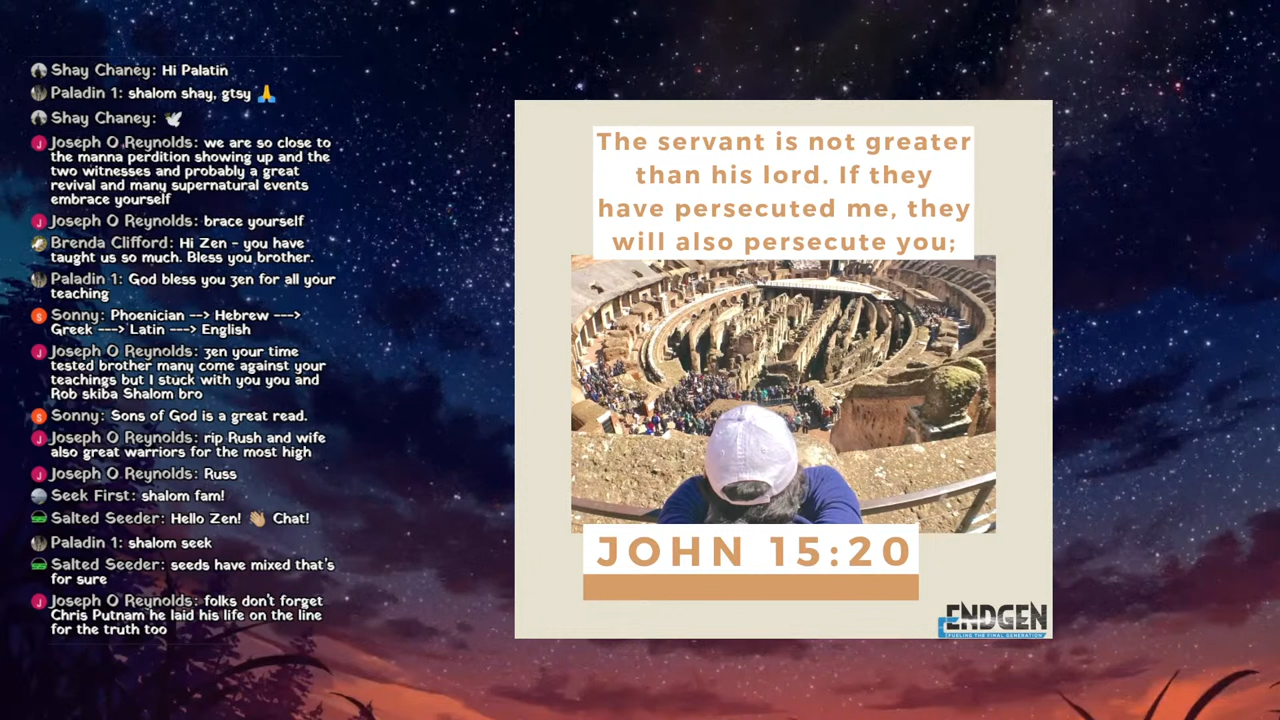 Shay Chaney: Hi Palatin
Paladin 1: shalom shay, gtsy 🙏
Shay Chaney: 🕊
Joseph O Reynolds: we are so close to
the manna perdition showing up and the
two witnesses and probably a great
revival and many supernatural events
embrace yourself
Joseph O Reynolds: brace yourself
Brenda Clifford: Hi Zen - you have
taught us so much. Bless you brother.
Paladin 1: God bless you zen for all your
teaching
Sonny: Phoenician --> Hebrew --->
Greek ---> Latin ---> English
Joseph O Reynolds: zen your time
tested brother many come against your
teachings but I stuck with you you and
Rob skiba Shalom bro
Sonny: Sons of God is a great read.
Joseph O Reynolds: rip Rush and wife
also great warriors for the most high
Joseph O Reynolds: Russ
Seek First: shalom fam!
Salted Seeder: Hello Zen! 👋 Chat!
Paladin 1: shalom seek
Salted Seeder: seeds have mixed that's
for sure
Joseph O Reynolds: folks don't forget
Chris Putnam he laid his life on the line
for the truth too
The servant is not greater
than his lord. If they
have persecuted me, they
will also persecute you;
JOHN 15:20
ENDGEN
FUELING THE FINAL GENERATION